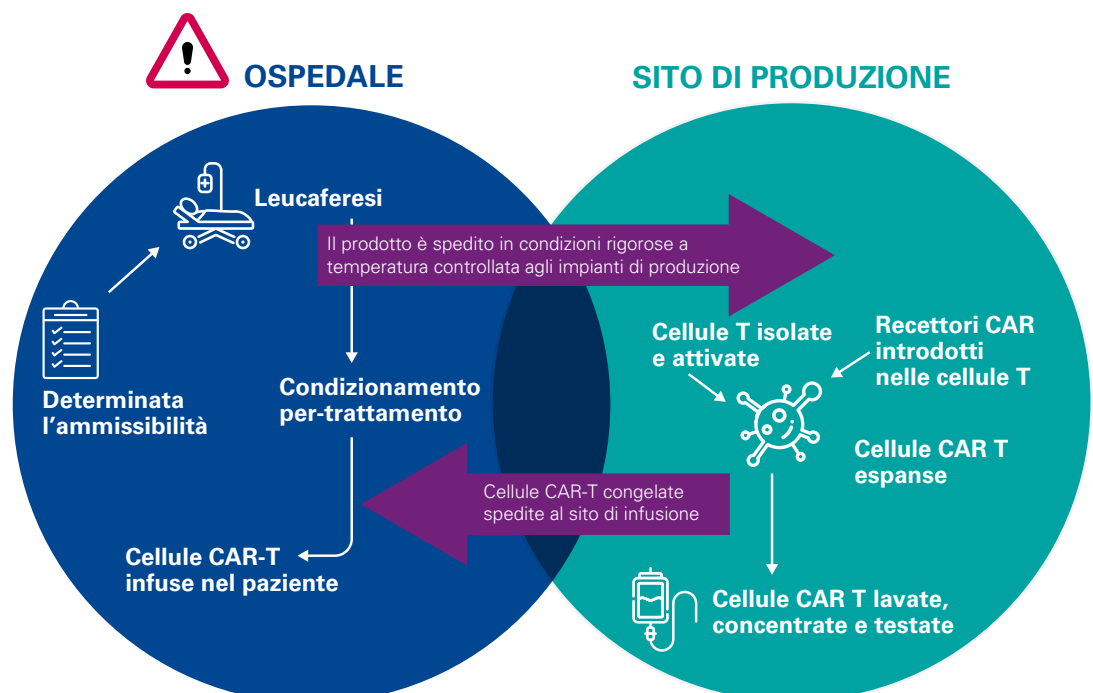 OSPEDALE
SITO DI PRODUZIONE
Leucaferesi
Il prodotto è spedito in condizioni rigorose a
temperatura controllata agli impianti di produzione
Determinata
l'ammissibilità
Condizionamento
per-trattamento
Cellule T isolate
e attivate
Recettori CAR
introdotti
nelle cellule T
Cellule CAR T
espanse
Cellule CAR-T congelate
spedite al sito di infusione
Cellule CAR-T
infuse nel paziente
Cellule CAR T lavate,
concentrate e testate